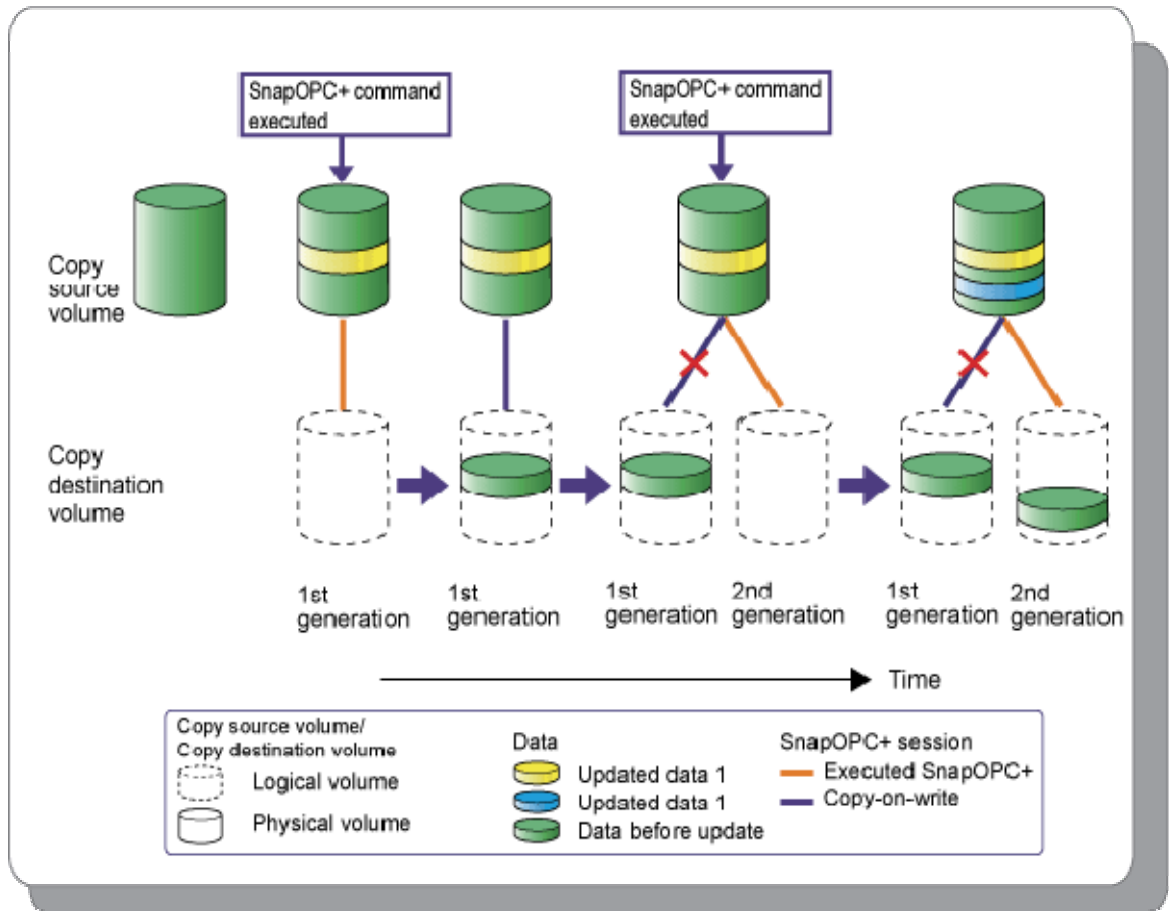 SnapOPC+ command
executed
SnapOPC+ command
executed
Copy
source
volume
Copy
destination
volume
1st
generation
1st
generation
1st
generation
2nd
generation
1st
generation
2nd
generation
Time
Copy source volume/
Copy destination volume
Logical volume
Physical volume
Data
Updated data 1
Updated data 1
Data before update
SnapOPC+ session
Executed SnapOPC+
Copy-on-write